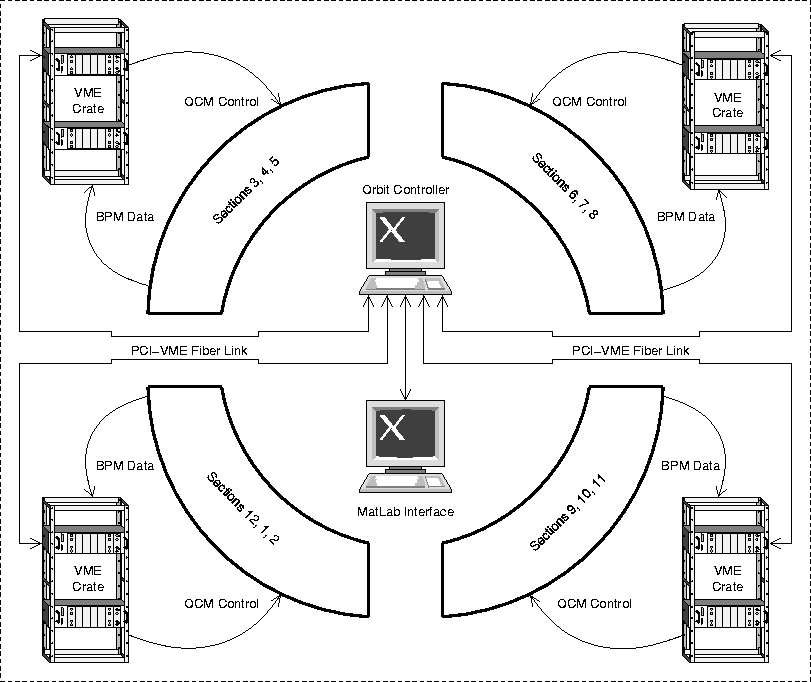 VME
Crate
QCM Control
QCM Control
VME
Crate
Sections 3, 4, 5
Sections 6, 7, 8
Qrbit Controller
BPM Data
BPM Data
X
PCI–VME Fiber Link
PCI–VME Fiber Link
X
BPM Data
BPM Data
Sections 12, 1, 2
Sections 9, 10, 11
MatLab Interface
VME
Crate
VME
Crate
QCM Control
QCM Control